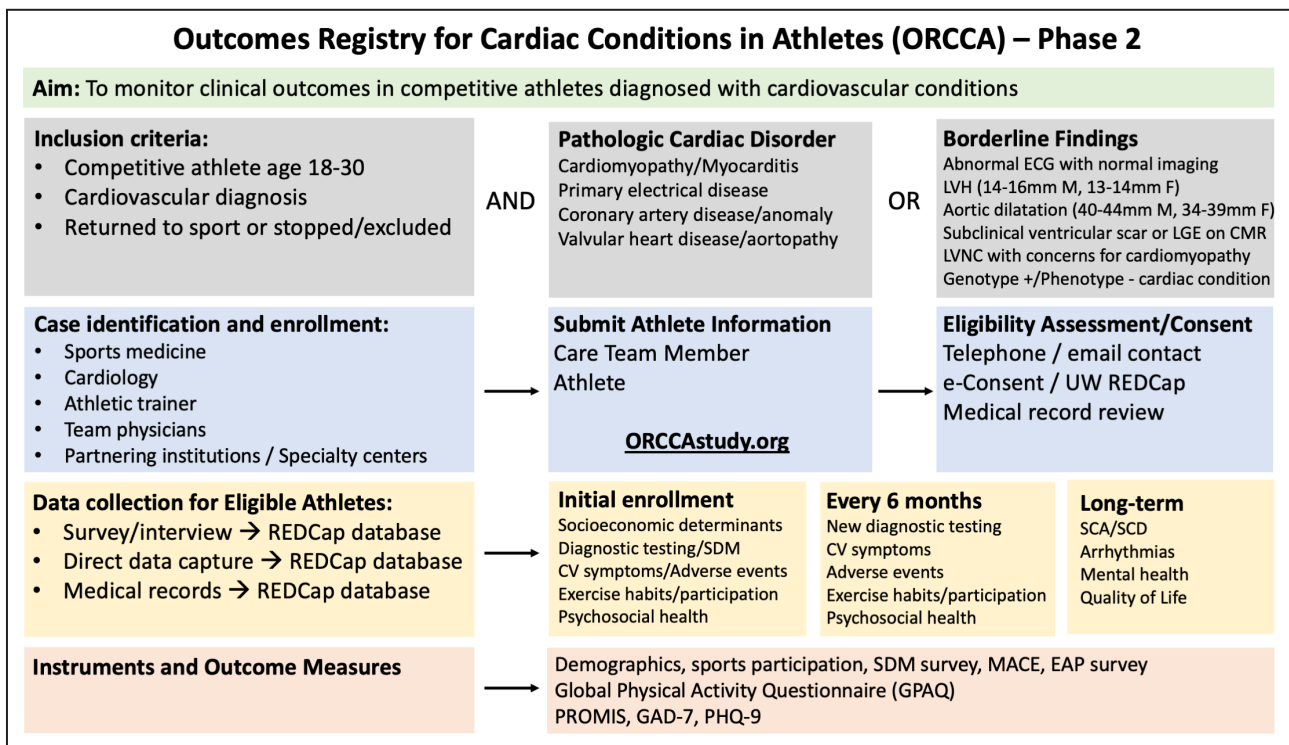 Outcomes Registry for Cardiac Conditions in Athletes (ORCCA) – Phase 2
Aim: To monitor clinical outcomes in competitive athletes diagnosed with cardiovascular conditions
Inclusion criteria:
• Competitive athlete age 18-30
• Cardiovascular diagnosis
• Returned to sport or stopped/excluded
AND
Pathologic Cardiac Disorder
Cardiomyopathy/Myocarditis
Primary electrical disease
Coronary artery disease/anomaly
Valvular heart disease/aortopathy
OR
Borderline Findings
Abnormal ECG with normal imaging
LVH (14-16mm M, 13-14mm F)
Aortic dilatation (40-44mm M, 34-39mm F)
Subclinical ventricular scar or LGE on CMR
LVNC with concerns for cardiomyopathy
Genotype +/Phenotype - cardiac condition
Case identification and enrollment:
• Sports medicine
• Cardiology
• Athletic trainer
• Team physicians
• Partnering institutions / Specialty centers
Submit Athlete Information
Care Team Member
Athlete
ORCCAstudy.org
Eligibility Assessment/Consent
Telephone / email contact
e-Consent / UW REDCap
Medical record review
Data collection for Eligible Athletes:
• Survey/interview → REDCap database
• Direct data capture → REDCap database
• Medical records → REDCap database
Initial enrollment
Socioeconomic determinants
Diagnostic testing/SDM
CV symptoms/Adverse events
Exercise habits/participation
Psychosocial health
Every 6 months
New diagnostic testing
CV symptoms
Adverse events
Exercise habits/participation
Psychosocial health
Long-term
SCA/SCD
Arrhythmias
Mental health
Quality of Life
Instruments and Outcome Measures
Demographics, sports participation, SDM survey, MACE, EAP survey
Global Physical Activity Questionnaire (GPAQ)
PROMIS, GAD-7, PHQ-9